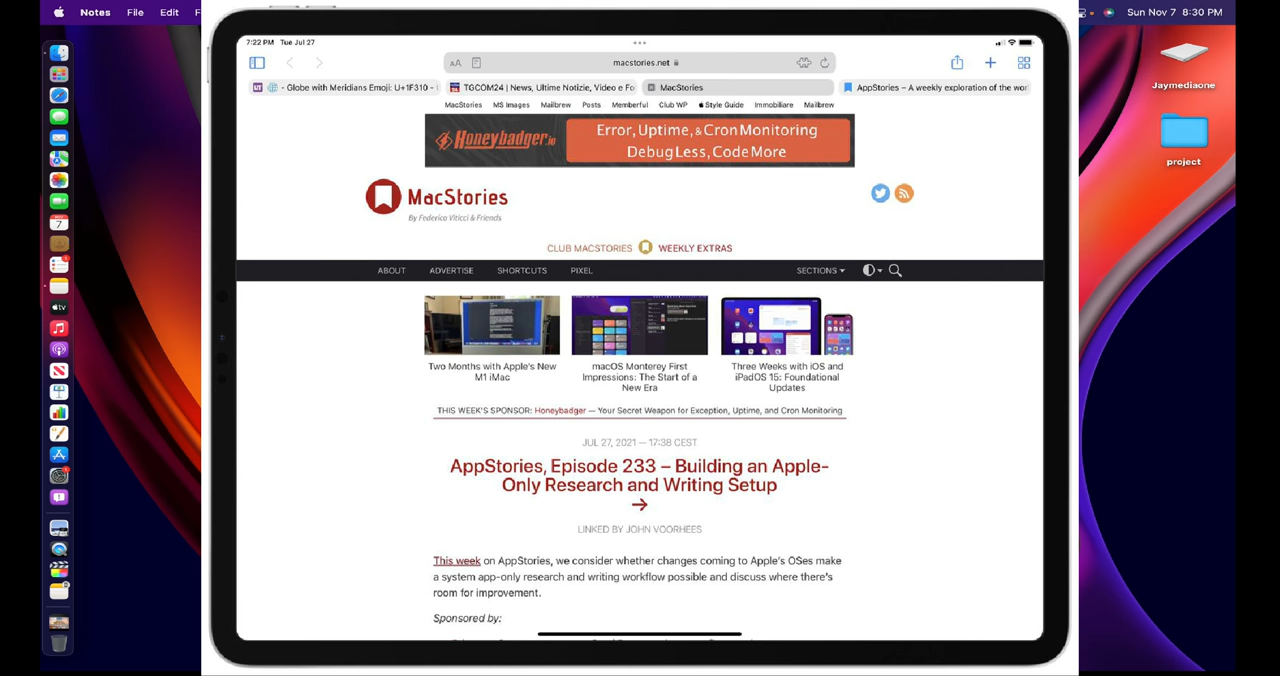 Notes File Edit F
Sun Nov 7 8:30 PM
Jaymediaone
project
7:22 PM Tue Jul 27
AA macstories.net
- Globe with Meridians Emoji: U+1F310 -
TGCOM24 | News, Ultime Notizie, Video e Fo
MacStories
AppStories – A weekly exploration of the wor
MacStories MS Images Mailbrew Posts Memberful Club WP Style Guide Immobiliare Mailbrew
Honeybadger.io
Error, Uptime, & Cron Monitoring
Debug Less, Code More
MacStories
By Federico Viticci & Friends
CLUB MACSTORIES WEEKLY EXTRAS
ABOUT ADVERTISE SHORTCUTS PIXEL SECTIONS
Two Months with Apple's New
M1 iMac
macOS Monterey First
Impressions: The Start of a
New Era
Three Weeks with iOS and
iPadOS 15: Foundational
Updates
THIS WEEK'S SPONSOR: Honeybadger — Your Secret Weapon for Exception, Uptime, and Cron Monitoring
JUL 27, 2021 — 17:38 CEST
AppStories, Episode 233 – Building an Apple-
Only Research and Writing Setup
→
LINKED BY JOHN VOORHEES
This week on AppStories, we consider whether changes coming to Apple's OSes make
a system app-only research and writing workflow possible and discuss where there's
room for improvement.
Sponsored by: